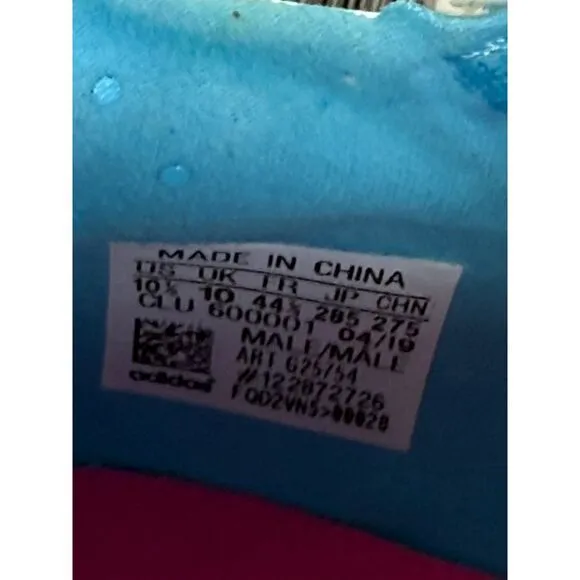 MADE IN CHINA
US UK FR JP CHN
10½ 10 44⅔ 285 275
CLU 600001 04/19
MALE/MALE
ART G25754
#122872726
adidas FQD2VN5>00028